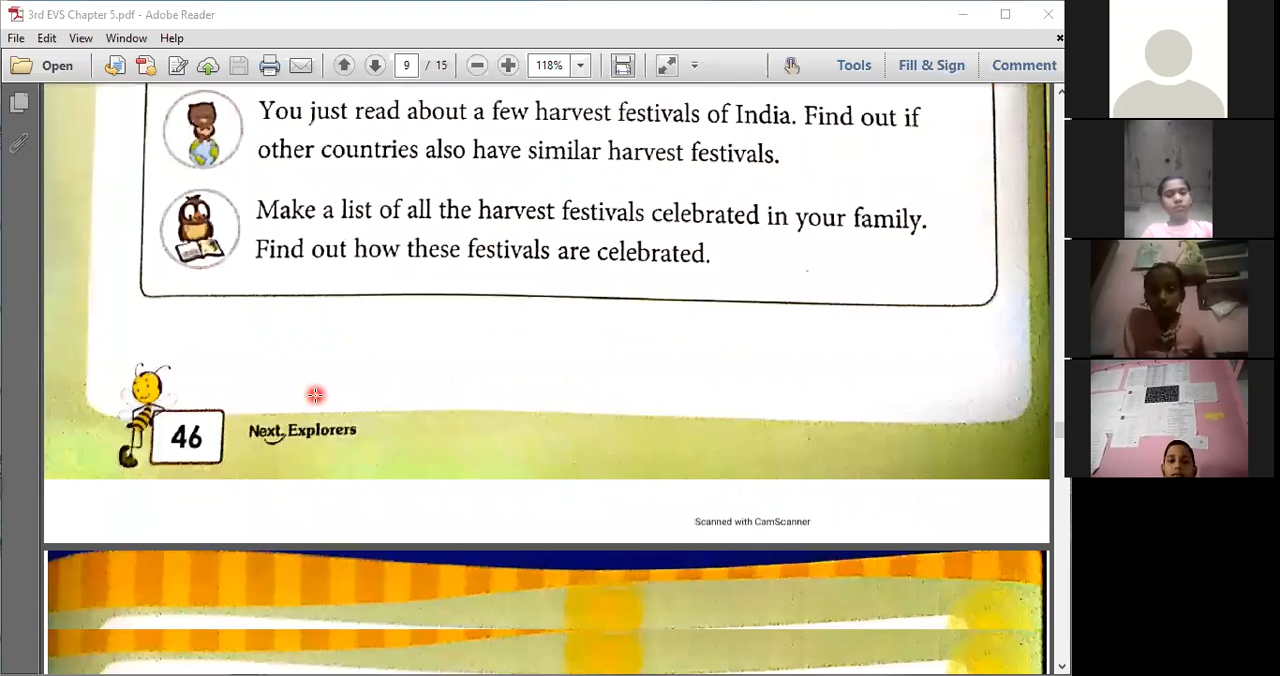 3rd EVS Chapter 5.pdf - Adobe Reader
File Edit View Window Help
Open 9 / 15 118% Tools Fill & Sign Comment
You just read about a few harvest festivals of India. Find out if
other countries also have similar harvest festivals.
Make a list of all the harvest festivals celebrated in your family.
Find out how these festivals are celebrated.
46 Next Explorers
Scanned with CamScanner